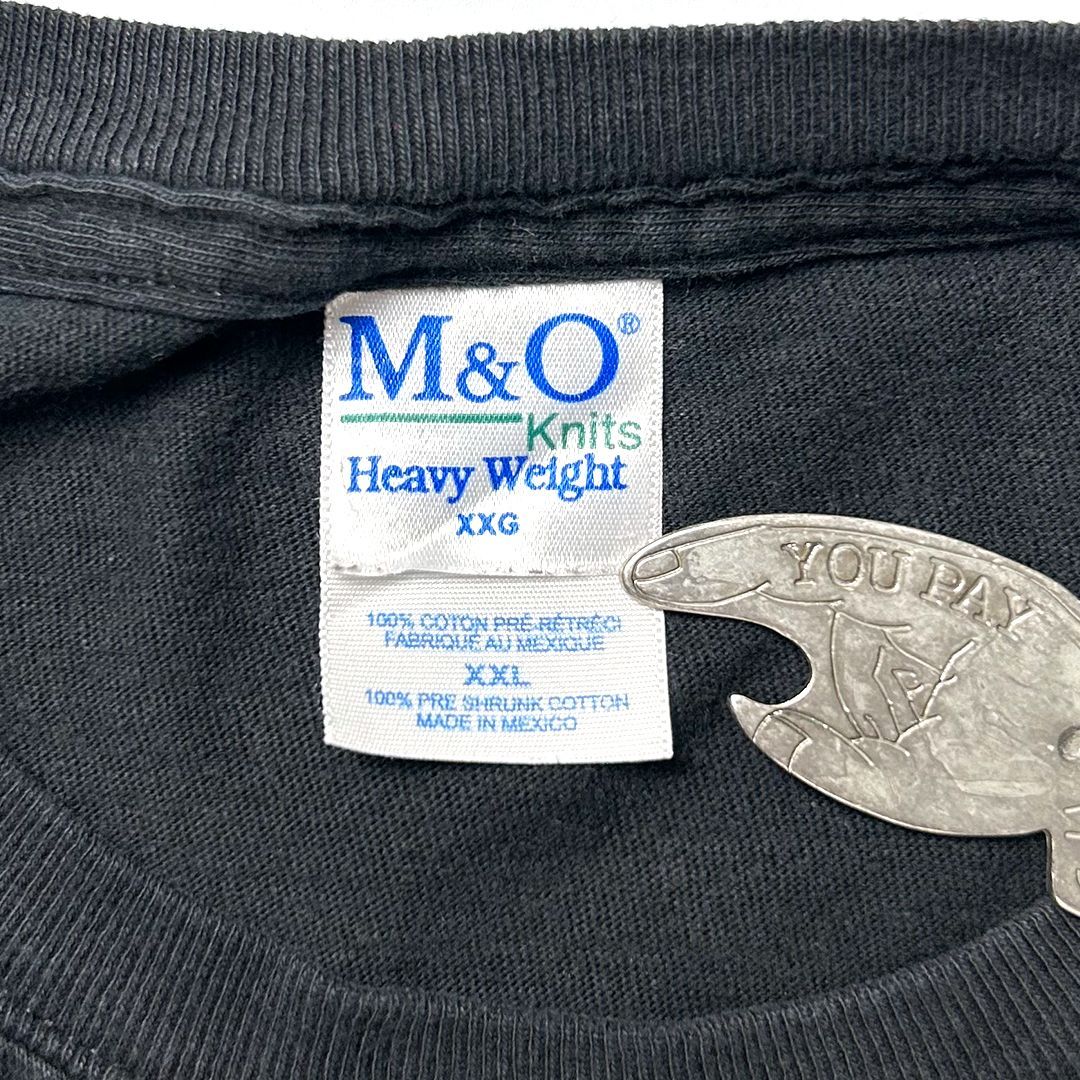 M&O®
Knits
Heavy Weight
XXG
100% COTON PRÉ-RÉTRÉCI
FABRIQUÉ AU MEXIQUE
XXL
100% PRE SHRUNK COTTON
MADE IN MEXICO
YOU PAY